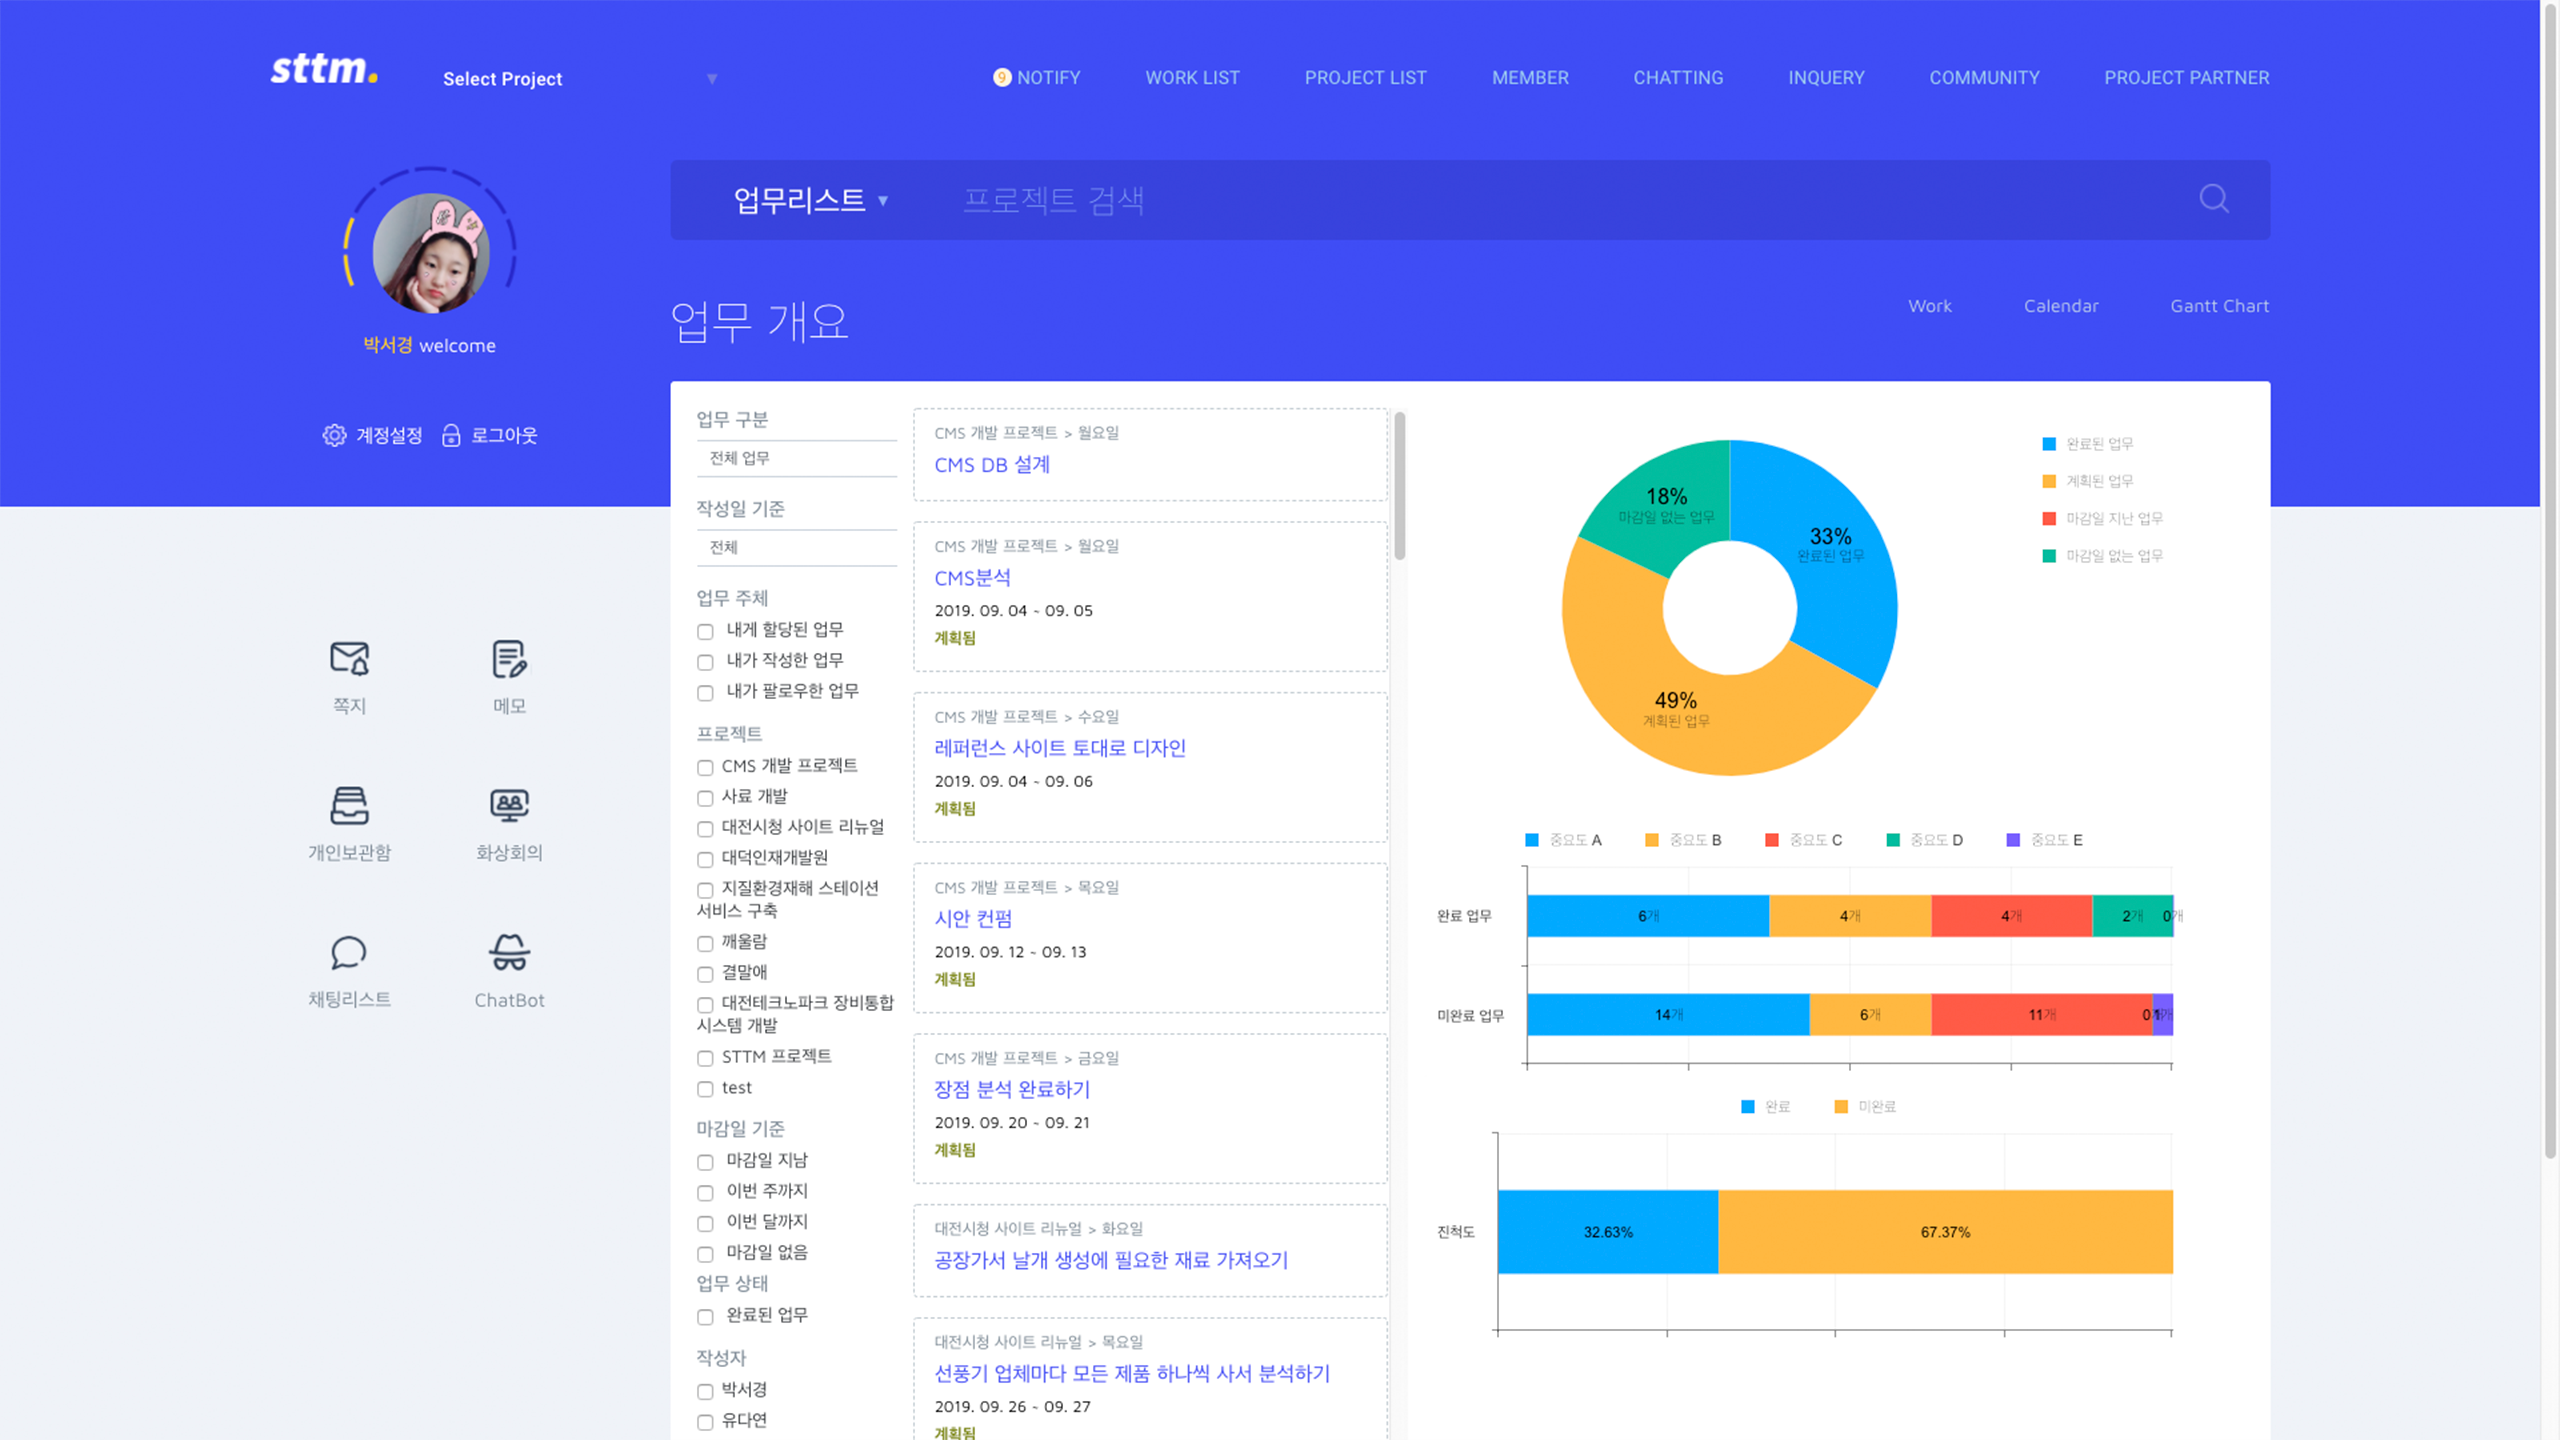 sttm.
Select Project
9 NOTIFY
WORK LIST
PROJECT LIST
MEMBER
CHATTING
INQUERY
COMMUNITY
PROJECT PARTNER
업무리스트
프로젝트 검색
박서경 welcome
계정설정
로그아웃
쪽지
메모
개인보관함
화상회의
채팅리스트
ChatBot
업무 개요
Work
Calendar
Gantt Chart
업무 구분
전체 업무
작성일 기준
전체
업무 주체
내게 할당된 업무
내가 작성한 업무
내가 팔로우한 업무
프로젝트
CMS 개발 프로젝트
사료 개발
대전시청 사이트 리뉴얼
대덕인재개발원
지질환경재해 스테이션
서비스 구축
깨울람
결말애
대전테크노파크 장비통합
시스템 개발
STTM 프로젝트
test
마감일 기준
마감일 지남
이번 주까지
이번 달까지
마감일 없음
업무 상태
완료된 업무
작성자
박서경
유다연
CMS 개발 프로젝트 > 월요일
CMS DB 설계
CMS 개발 프로젝트 > 월요일
CMS분석
2019. 09. 04 ~ 09. 05
계획됨
CMS 개발 프로젝트 > 수요일
레퍼런스 사이트 토대로 디자인
2019. 09. 04 ~ 09. 06
계획됨
CMS 개발 프로젝트 > 목요일
시안 컨펌
2019. 09. 12 ~ 09. 13
계획됨
CMS 개발 프로젝트 > 금요일
장점 분석 완료하기
2019. 09. 20 ~ 09. 21
계획됨
대전시청 사이트 리뉴얼 > 화요일
공장가서 날개 생성에 필요한 재료 가져오기
대전시청 사이트 리뉴얼 > 목요일
선풍기 업체마다 모든 제품 하나씩 사서 분석하기
2019. 09. 26 ~ 09. 27
계획됨
18%
마감일 없는 업무
33%
완료된 업무
49%
계획된 업무
완료된 업무
계획된 업무
마감일 지난 업무
마감일 없는 업무
중요도 A
중요도 B
중요도 C
중요도 D
중요도 E
완료 업무
6개
4개
4개
2개
0개
미완료 업무
14개
6개
11개
완료
미완료
진척도
32.63%
67.37%